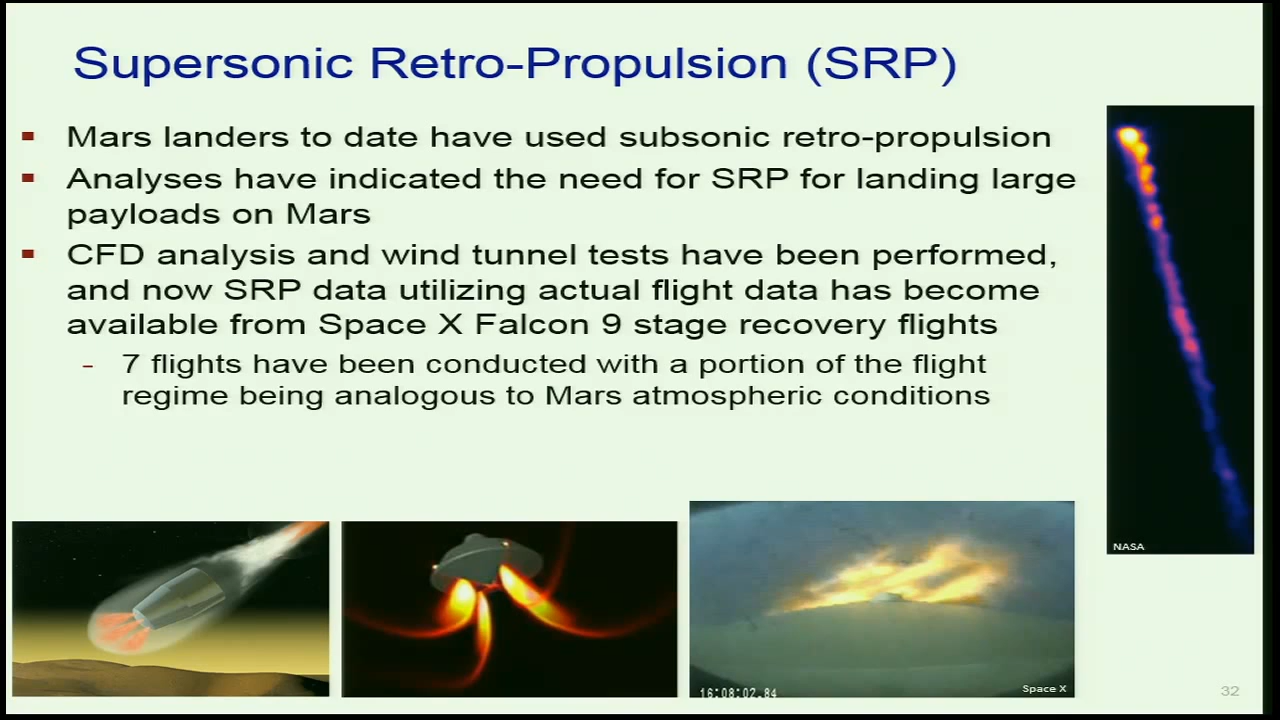 Supersonic Retro-Propulsion (SRP)
Mars landers to date have used subsonic retro-propulsion
Analyses have indicated the need for SRP for landing large
payloads on Mars
CFD analysis and wind tunnel tests have been performed,
and now SRP data utilizing actual flight data has become
available from Space X Falcon 9 stage recovery flights
- 7 flights have been conducted with a portion of the flight
regime being analogous to Mars atmospheric conditions
NASA
16:08:02.84
Space X
32